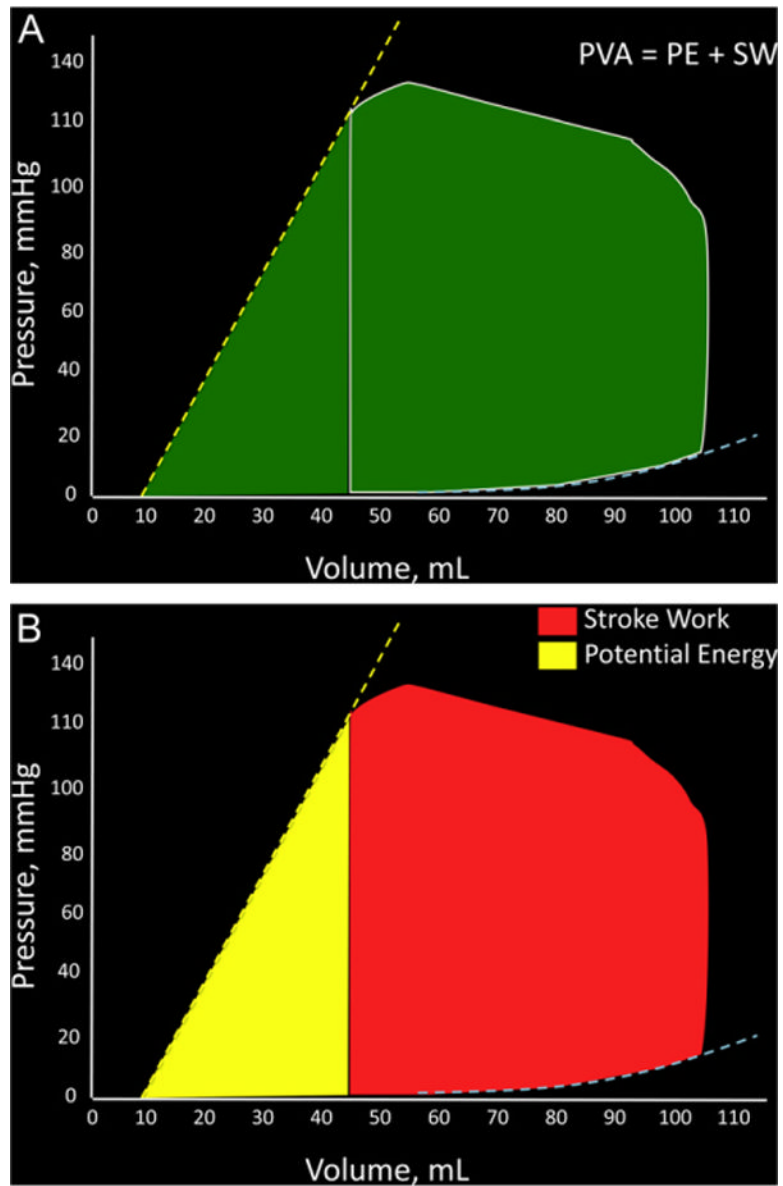 A
PVA = PE + SW
140
110
100
80
60
40
20
0
Pressure, mmHg
0 10 20 30 40 50 60 70 80 90 100 110
Volume, mL
B
Stroke Work
Potential Energy
140
110
100
80
60
40
20
0
Pressure, mmHg
0 10 20 30 40 50 60 70 80 90 100 110
Volume, mL